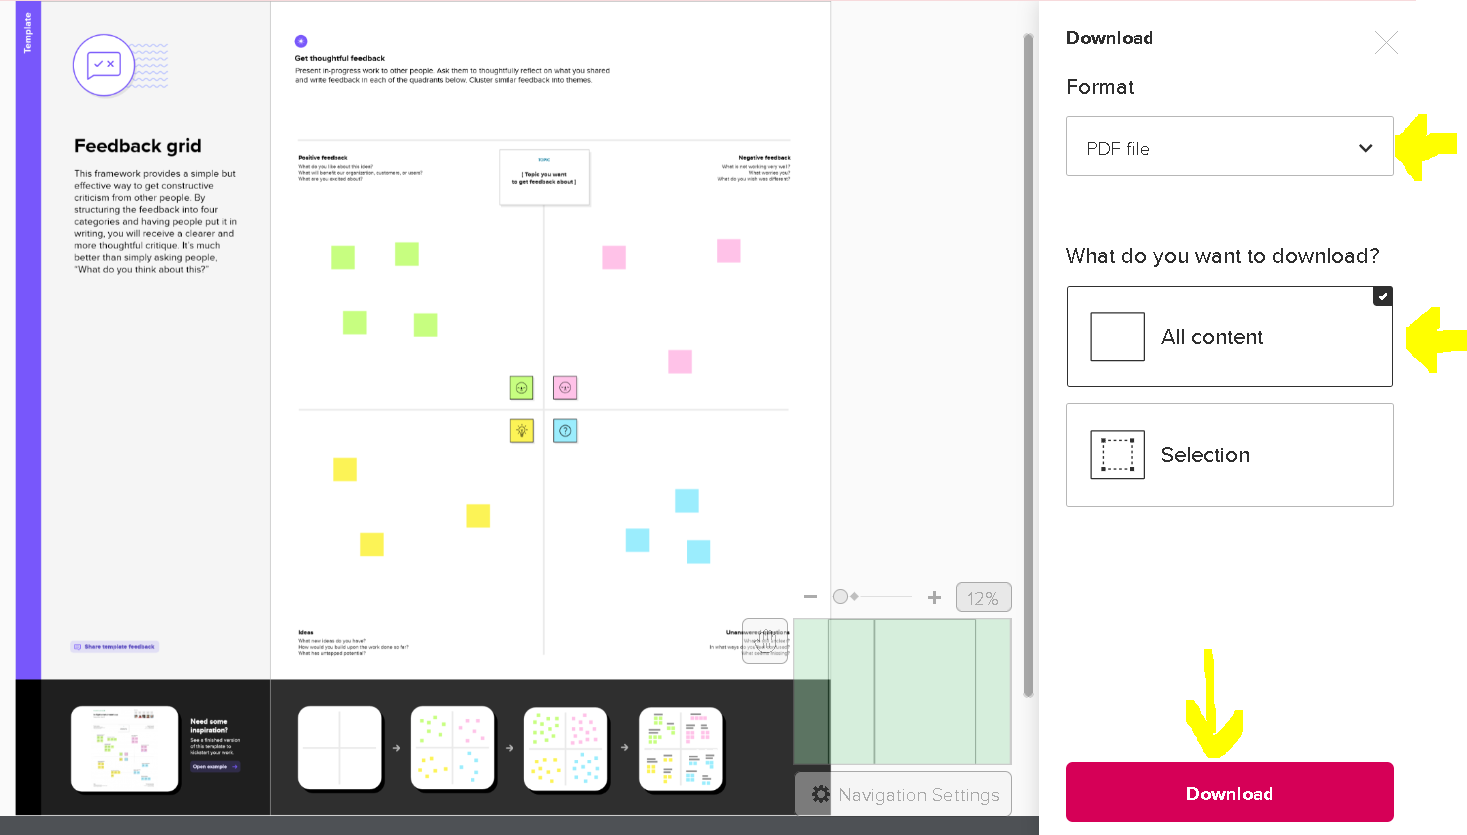 Template
Feedback grid
This framework provides a simple but
effective way to get constructive
criticism from other people. By
structuring the feedback into four
categories and having people put it in
writing, you will receive a clearer and
more thoughtful critique. It's much
better than simply asking people,
"What do you think about this?"
Share template feedback
Get thoughtful feedback
Present in-progress work to other people. Ask them to thoughtfully reflect on what you shared
and write feedback in each of the quadrants below. Cluster similar feedback into themes.
Positive feedback
What do you like about this idea?
What will benefit our organization, customers, or users?
What are you excited about?
TOPIC
[ Topic you want
to get feedback about ]
Negative feedback
What is not working very well?
What worries you?
What do you wish was different?
Ideas
What new ideas do you have?
How would you build upon the work done so far?
What has untapped potential?
Unanswered questions
In what ways do
Need some
inspiration?
See a finished version
of this template to
kickstart your work.
Open example
12%
Navigation Settings
Download
Format
PDF file
What do you want to download?
All content
Selection
Download